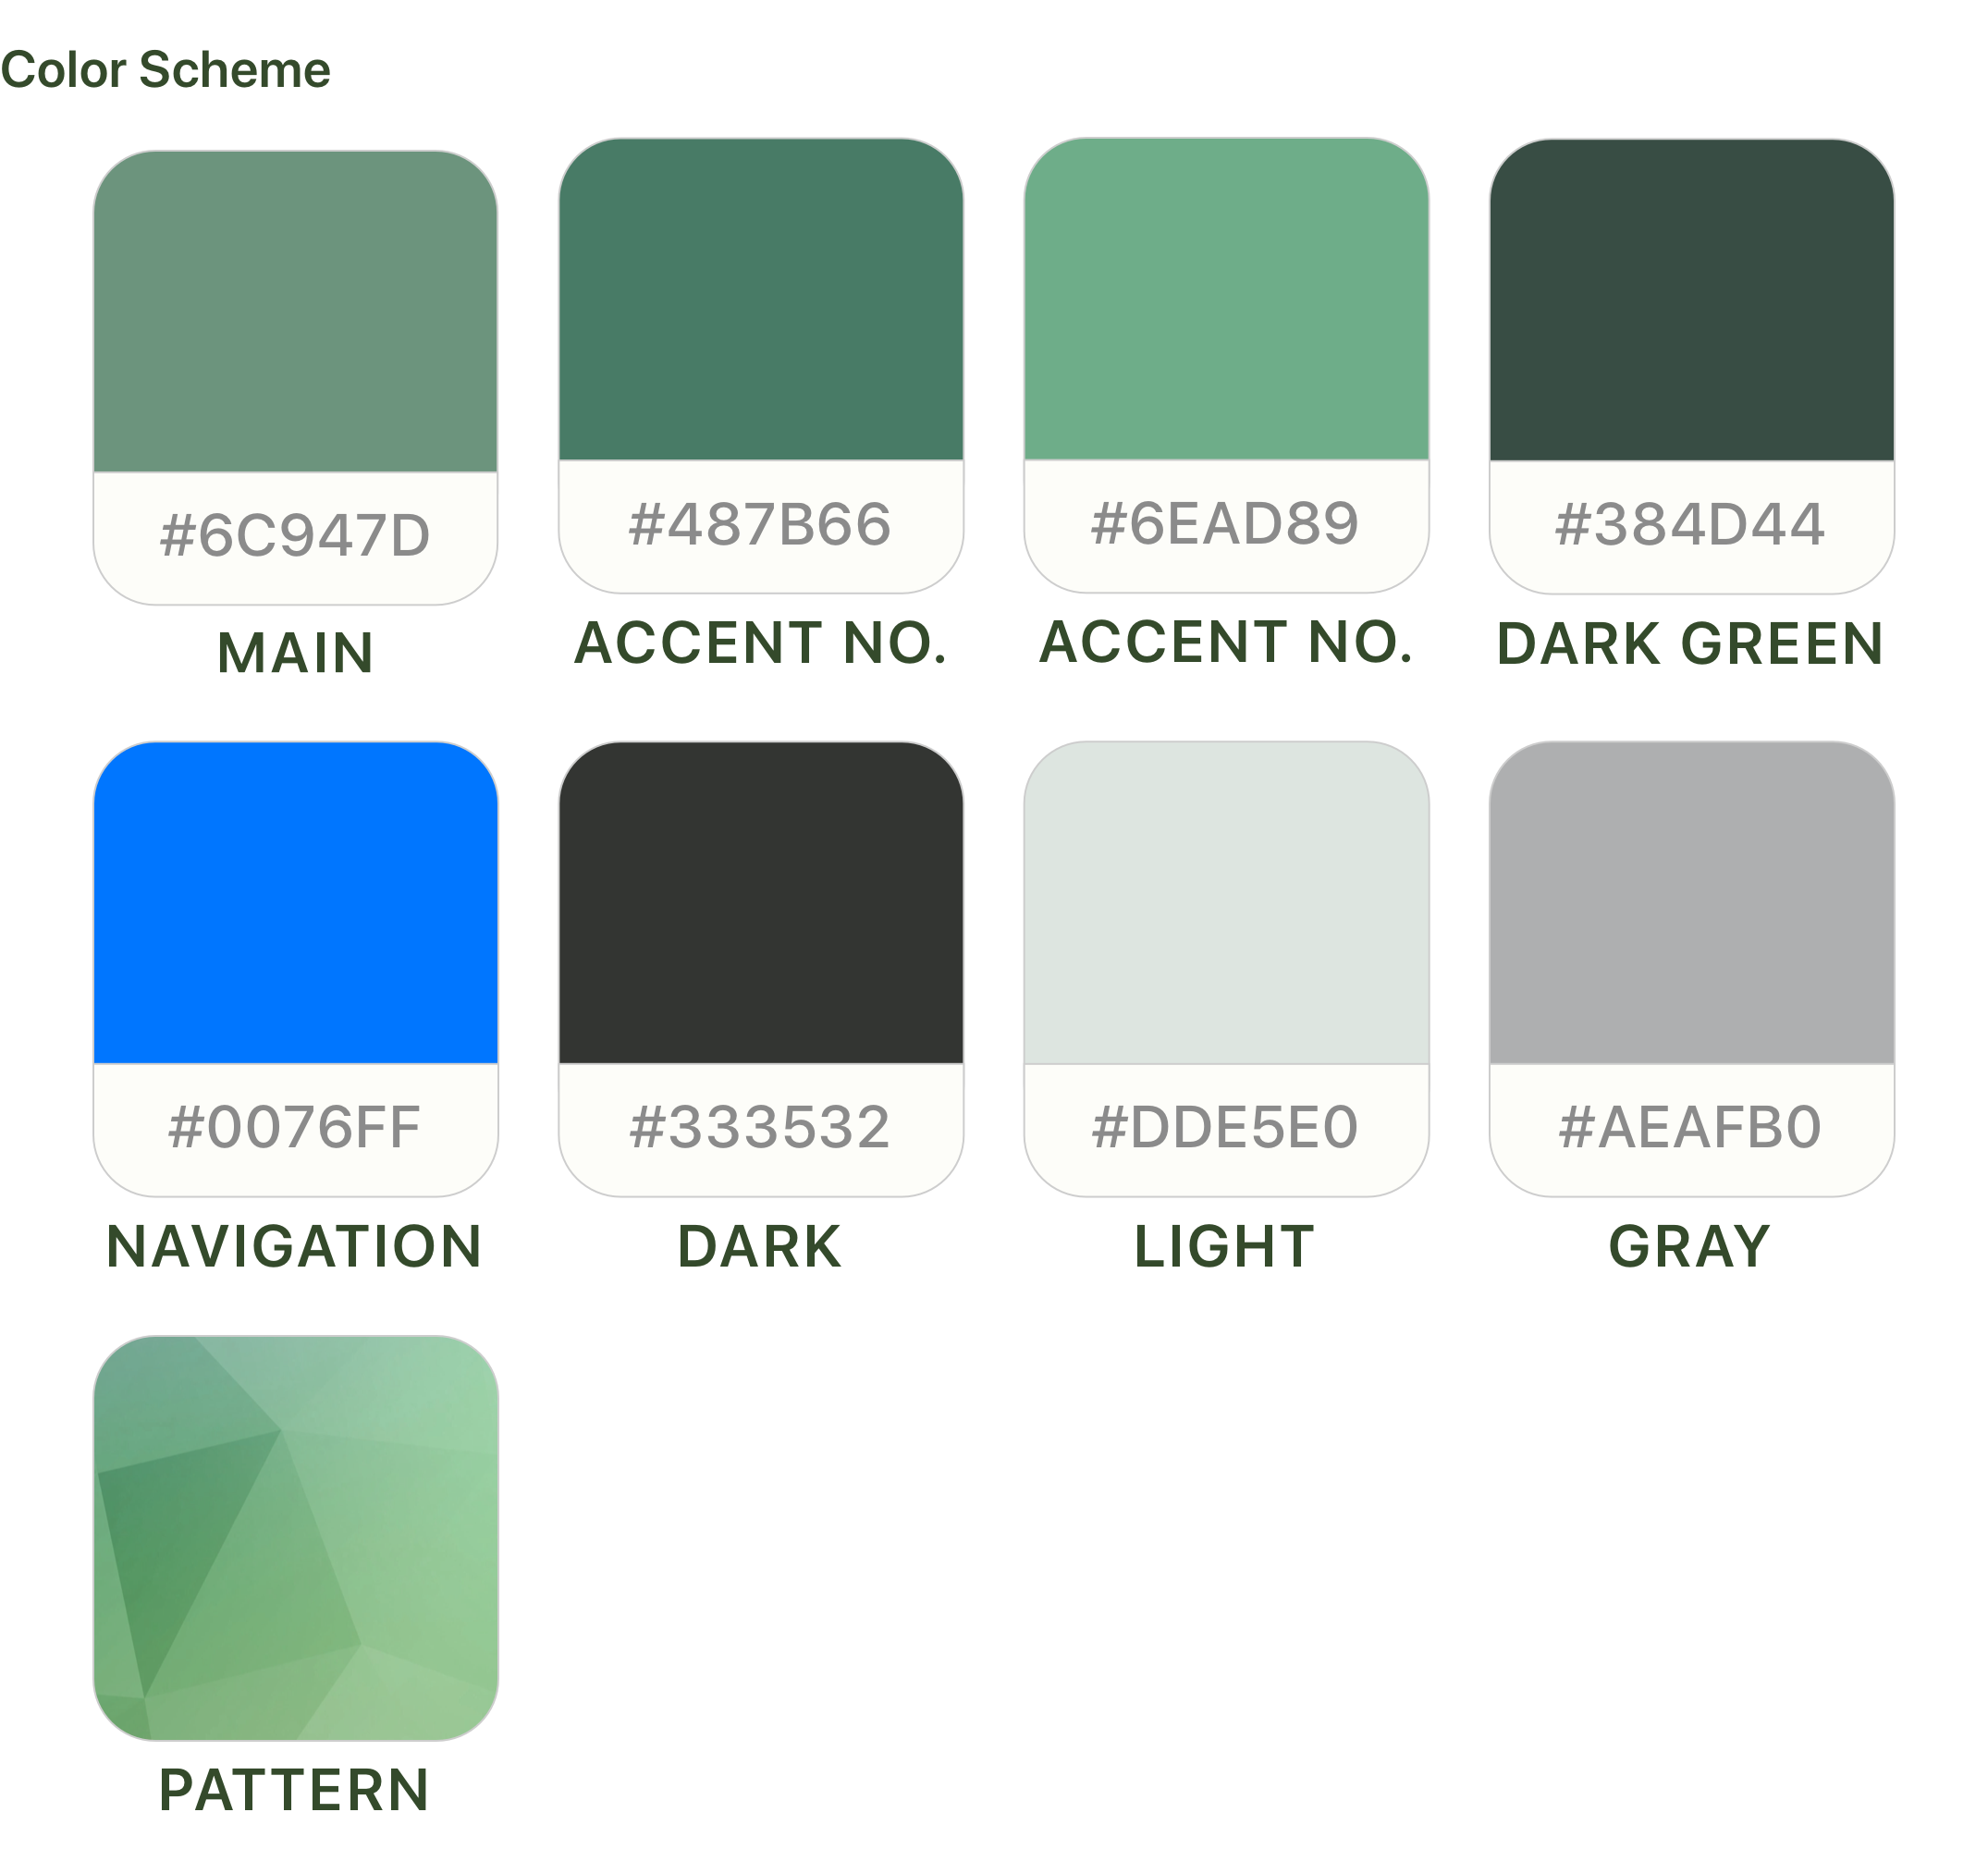 Color Scheme
#6C947D
#487B66
#6EAD89
#384D44
MAIN
ACCENT NO.
ACCENT NO.
DARK GREEN
#0076FF
#333532
#DDE5E0
#AEAFB0
NAVIGATION
DARK
LIGHT
GRAY
PATTERN